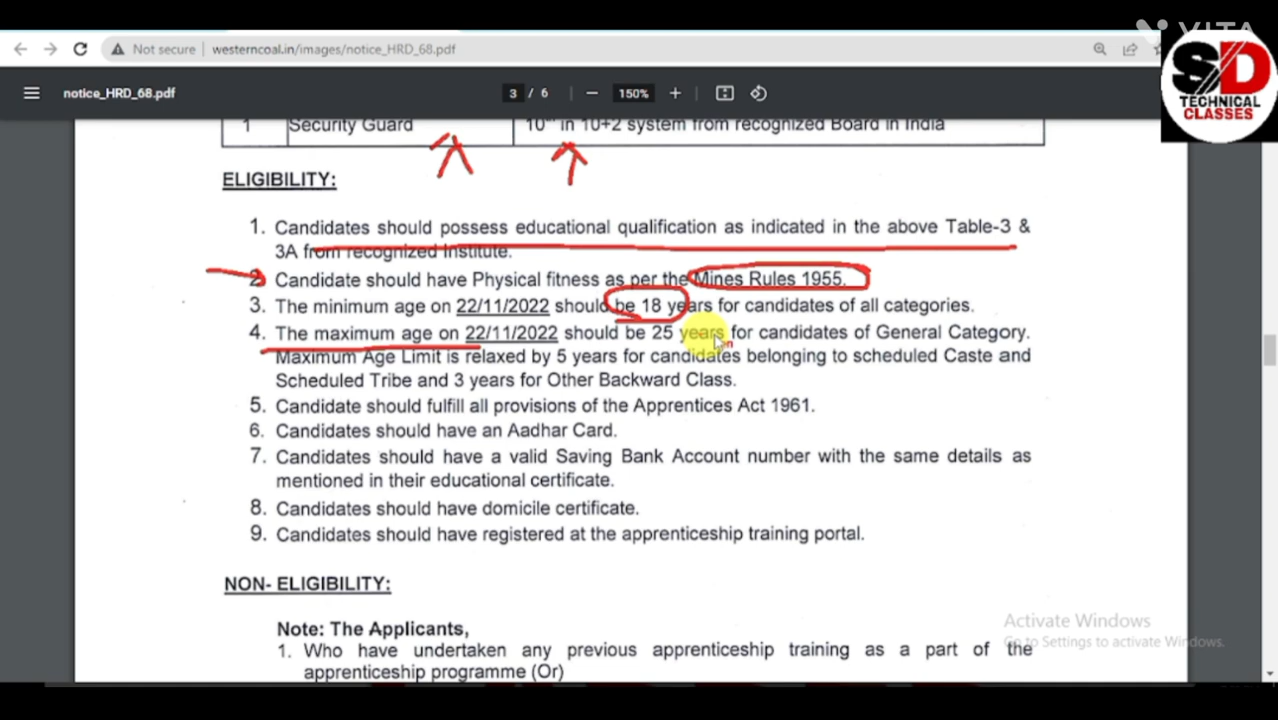 VITA
Not secure westerncoal.in/images/notice_HRD_68.pdf
SD
TECHNICAL
CLASSES
notice_HRD_68.pdf 3 / 6 150%
1 Security Guard 10th in 10+2 system from recognized Board in India
ELIGIBILITY:
1. Candidates should possess educational qualification as indicated in the above Table-3 &
3A from recognized Institute.
2. Candidate should have Physical fitness as per the Mines Rules 1955.
3. The minimum age on 22/11/2022 should be 18 years for candidates of all categories.
4. The maximum age on 22/11/2022 should be 25 years for candidates of General Category.
Maximum Age Limit is relaxed by 5 years for candidates belonging to scheduled Caste and
Scheduled Tribe and 3 years for Other Backward Class.
5. Candidate should fulfill all provisions of the Apprentices Act 1961.
6. Candidates should have an Aadhar Card.
7. Candidates should have a valid Saving Bank Account number with the same details as
mentioned in their educational certificate.
8. Candidates should have domicile certificate.
9. Candidates should have registered at the apprenticeship training portal.
NON- ELIGIBILITY:
Note: The Applicants,
1. Who have undertaken any previous apprenticeship training as a part of the
apprenticeship programme (Or)
Activate Windows
Go to Settings to activate Windows.